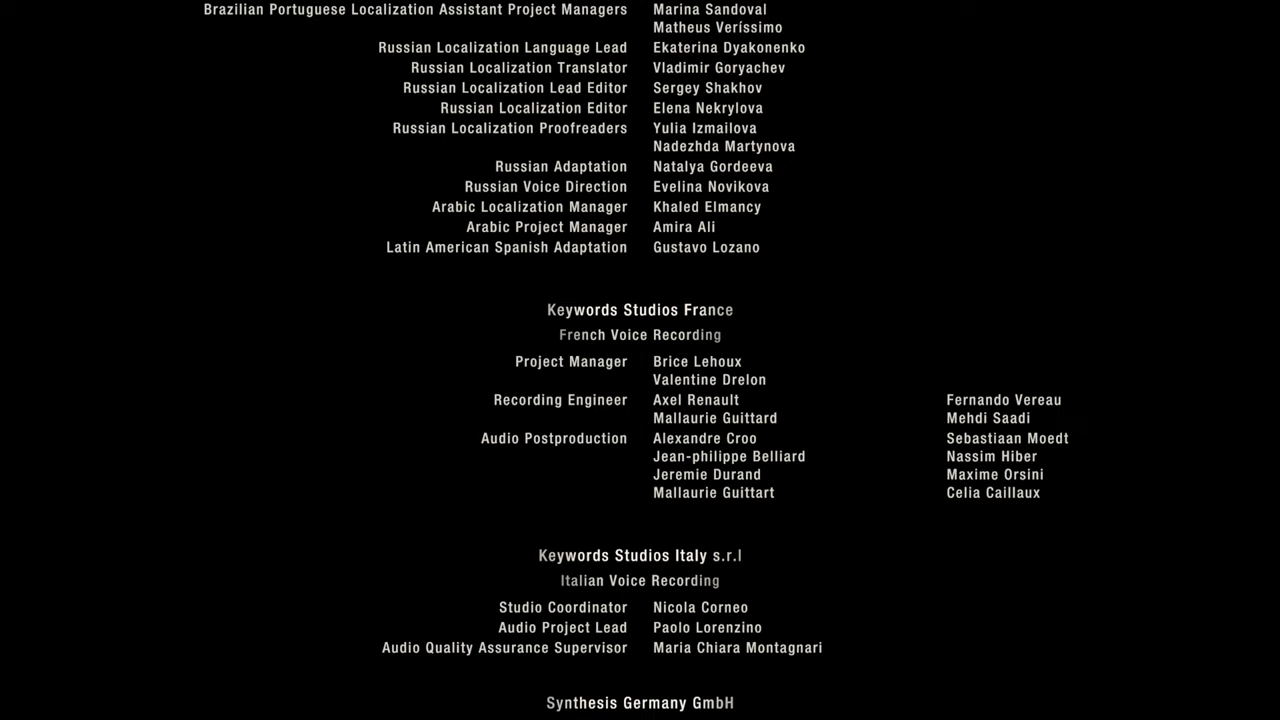 Brazilian Portuguese Localization Assistant Project Managers Marina Sandoval
Matheus Veríssimo
Russian Localization Language Lead Ekaterina Dyakonenko
Russian Localization Translator Vladimir Goryachev
Russian Localization Lead Editor Sergey Shakhov
Russian Localization Editor Elena Nekrylova
Russian Localization Proofreaders Yulia Izmailova
Nadezhda Martynova
Russian Adaptation Natalya Gordeeva
Russian Voice Direction Evelina Novikova
Arabic Localization Manager Khaled Elmancy
Arabic Project Manager Amira Ali
Latin American Spanish Adaptation Gustavo Lozano
Keywords Studios France
French Voice Recording
Project Manager Brice Lehoux
Valentine Drelon
Recording Engineer Axel Renault Fernando Vereau
Mallaurie Guittard Mehdi Saadi
Audio Postproduction Alexandre Croo Sebastiaan Moedt
Jean-philippe Belliard Nassim Hiber
Jeremie Durand Maxime Orsini
Mallaurie Guittart Celia Caillaux
Keywords Studios Italy s.r.l
Italian Voice Recording
Studio Coordinator Nicola Corneo
Audio Project Lead Paolo Lorenzino
Audio Quality Assurance Supervisor Maria Chiara Montagnari
Synthesis Germany GmbH